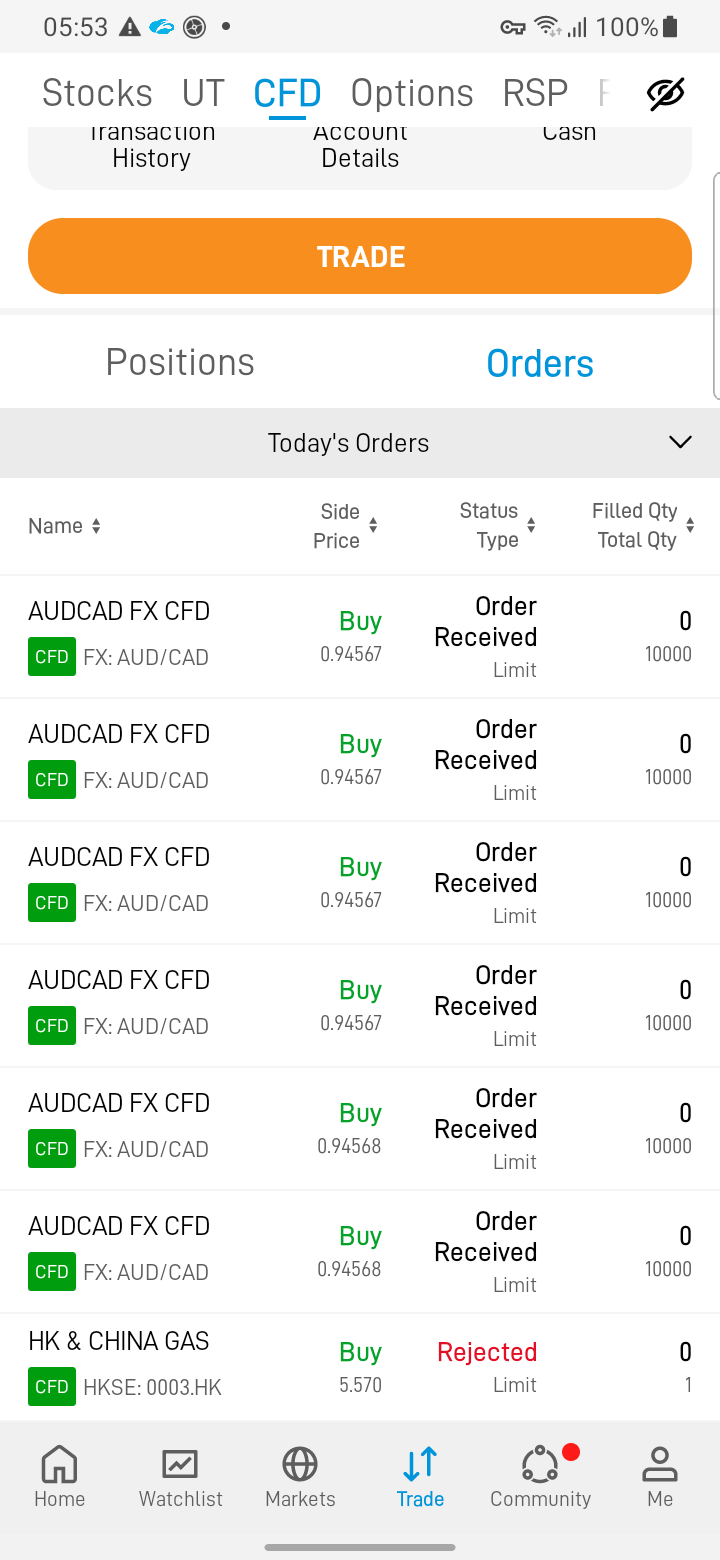 05:53 100%
Stocks UT CFD Options RSP
Transaction History
Account Details
Cash
TRADE
Positions Orders
Today's Orders
Name
Side Price
Status Type
Filled Qty Total Qty
AUDCAD FX CFD
CFD FX: AUD/CAD
Buy
0.94567
Order Received
Limit
0
10000
AUDCAD FX CFD
CFD FX: AUD/CAD
Buy
0.94567
Order Received
Limit
0
10000
AUDCAD FX CFD
CFD FX: AUD/CAD
Buy
0.94567
Order Received
Limit
0
10000
AUDCAD FX CFD
CFD FX: AUD/CAD
Buy
0.94567
Order Received
Limit
0
10000
AUDCAD FX CFD
CFD FX: AUD/CAD
Buy
0.94568
Order Received
Limit
0
10000
AUDCAD FX CFD
CFD FX: AUD/CAD
Buy
0.94568
Order Received
Limit
0
10000
HK & CHINA GAS
CFD HKSE: 0003.HK
Buy
5.570
Rejected
Limit
0
1
Home Watchlist Markets Trade Community Me